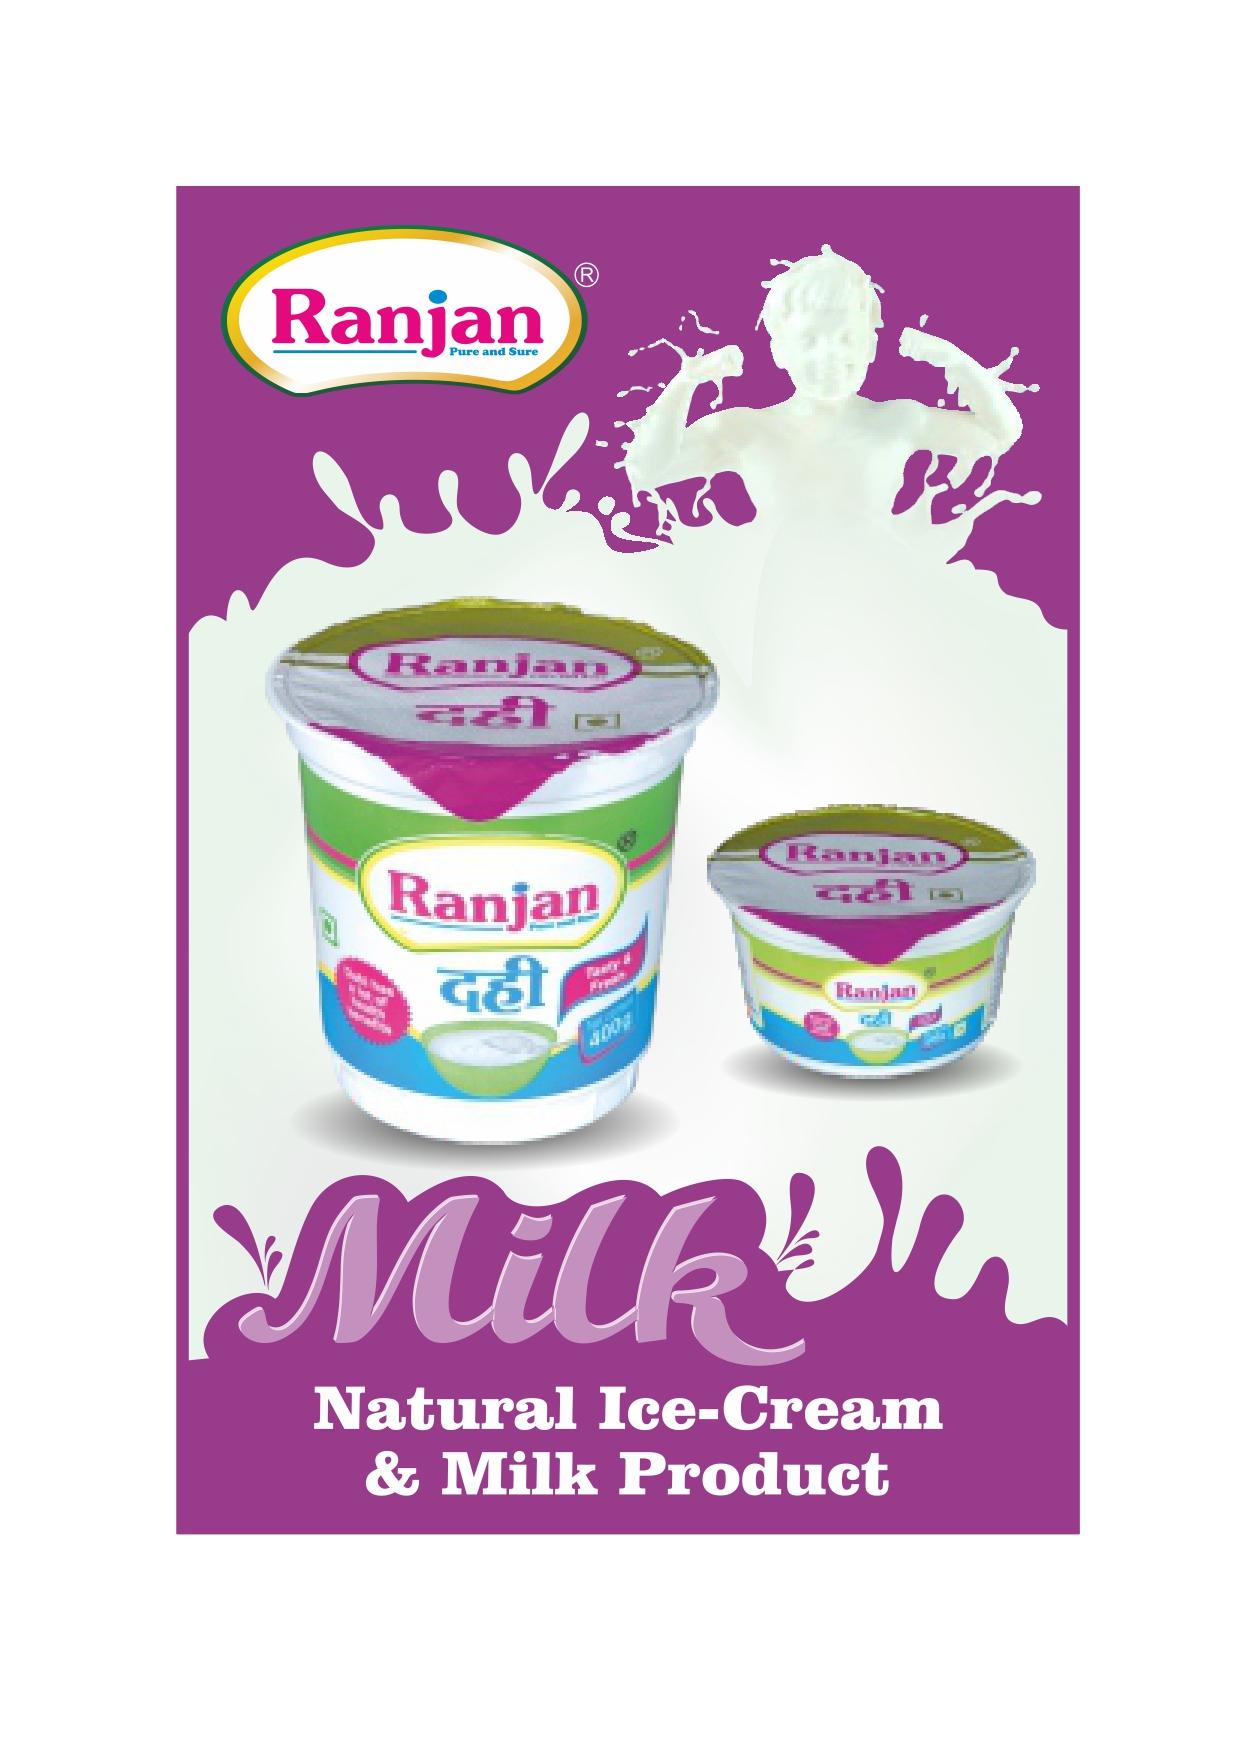 Ranjan
®
Pure and Sure
Ranjan
दही
Ranjan
®
दही
Tasty &
Fresh
400g
Ranjan
दही
Ranjan
दही
Milk
Natural Ice-Cream
& Milk Product